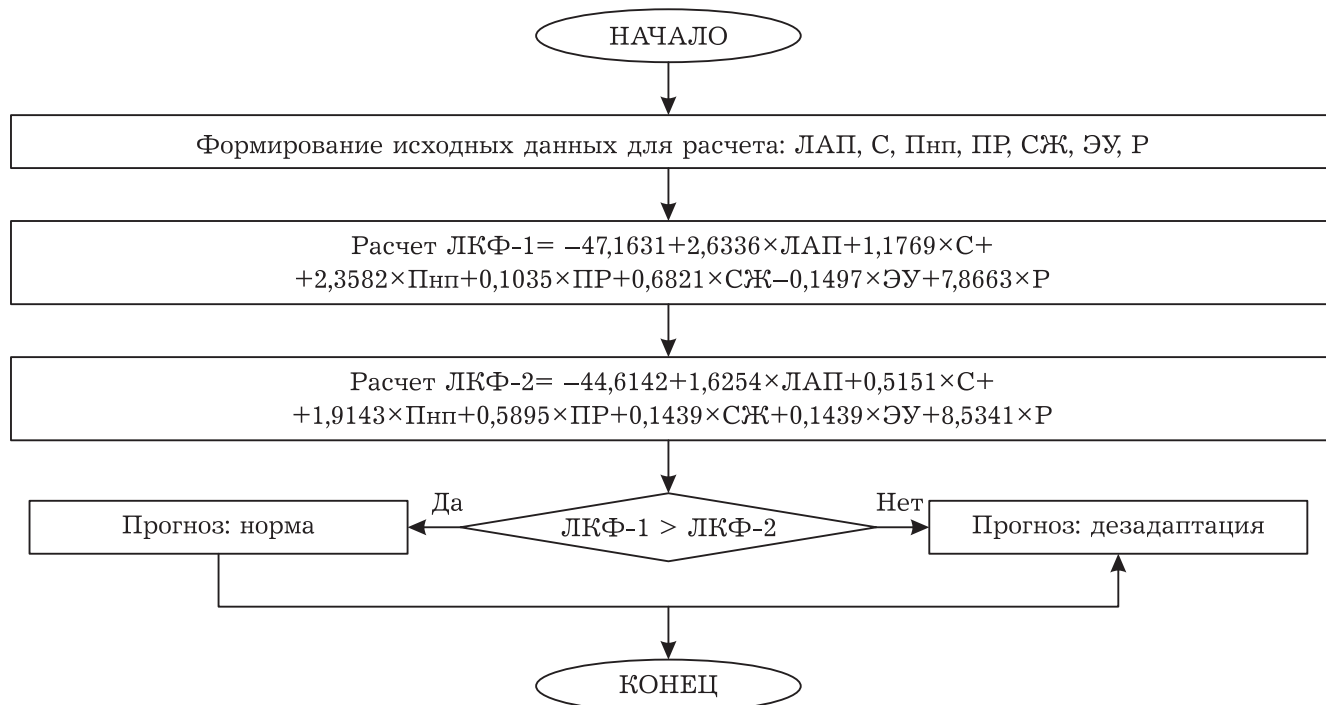 НАЧАЛО
Формирование исходных данных для расчета: ЛАП, С, Пнп, ПР, СЖ, ЭУ, Р
Расчет ЛКФ-1= –47,1631+2,6336×ЛАП+1,1769×С+
+2,3582×Пнп+0,1035×ПР+0,6821×СЖ–0,1497×ЭУ+7,8663×Р
Расчет ЛКФ-2= –44,6142+1,6254×ЛАП+0,5151×С+
+1,9143×Пнп+0,5895×ПР+0,1439×СЖ+0,1439×ЭУ+8,5341×Р
Да
Нет
Прогноз: норма
ЛКФ-1 > ЛКФ-2
Прогноз: дезадаптация
КОНЕЦ